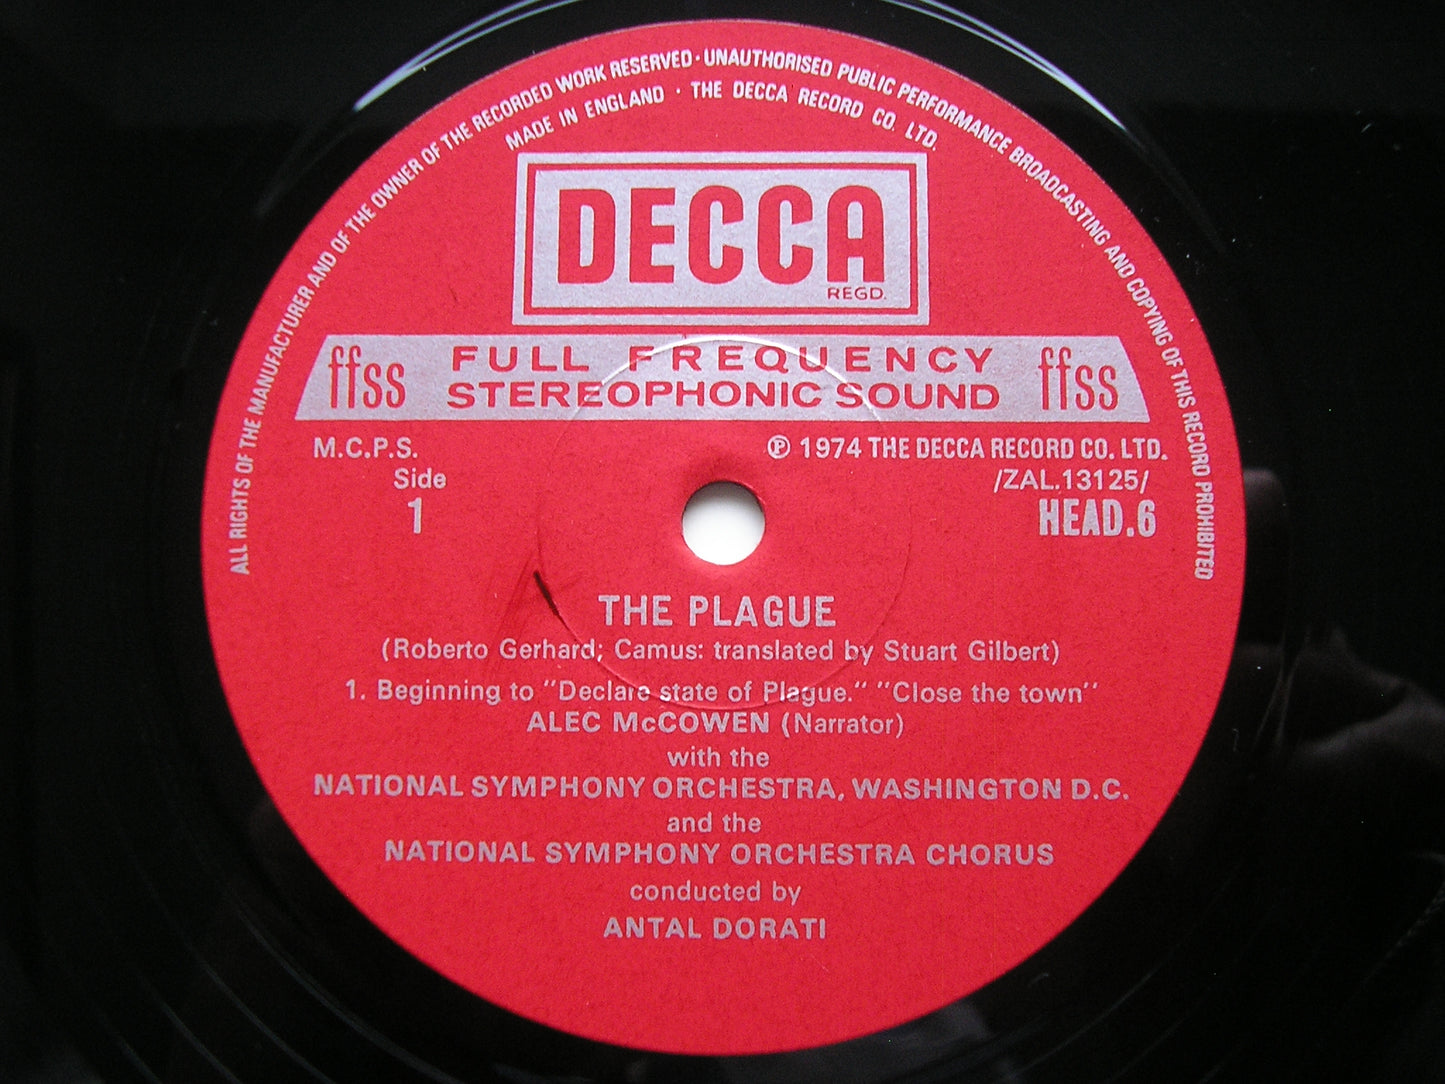 ALL RIGHTS OF THE MANUFACTURER AND OF THE OWNER OF THE RECORDED WORK RESERVED · UNAUTHORISED PUBLIC PERFORMANCE BROADCASTING AND COPYING OF THIS RECORD PROHIBITED
MADE IN ENGLAND · THE DECCA RECORD CO. LTD.
DECCA
REGD.
ffss FULL FREQUENCY STEREOPHONIC SOUND ffss
M.C.P.S.
℗ 1974 THE DECCA RECORD CO. LTD.
Side
/ZAL.13125/
1
HEAD.6
THE PLAGUE
(Roberto Gerhard; Camus: translated by Stuart Gilbert)
1. Beginning to "Declare state of Plague." "Close the town"
ALEC McCOWEN (Narrator)
with the
NATIONAL SYMPHONY ORCHESTRA, WASHINGTON D.C.
and the
NATIONAL SYMPHONY ORCHESTRA CHORUS
conducted by
ANTAL DORATI